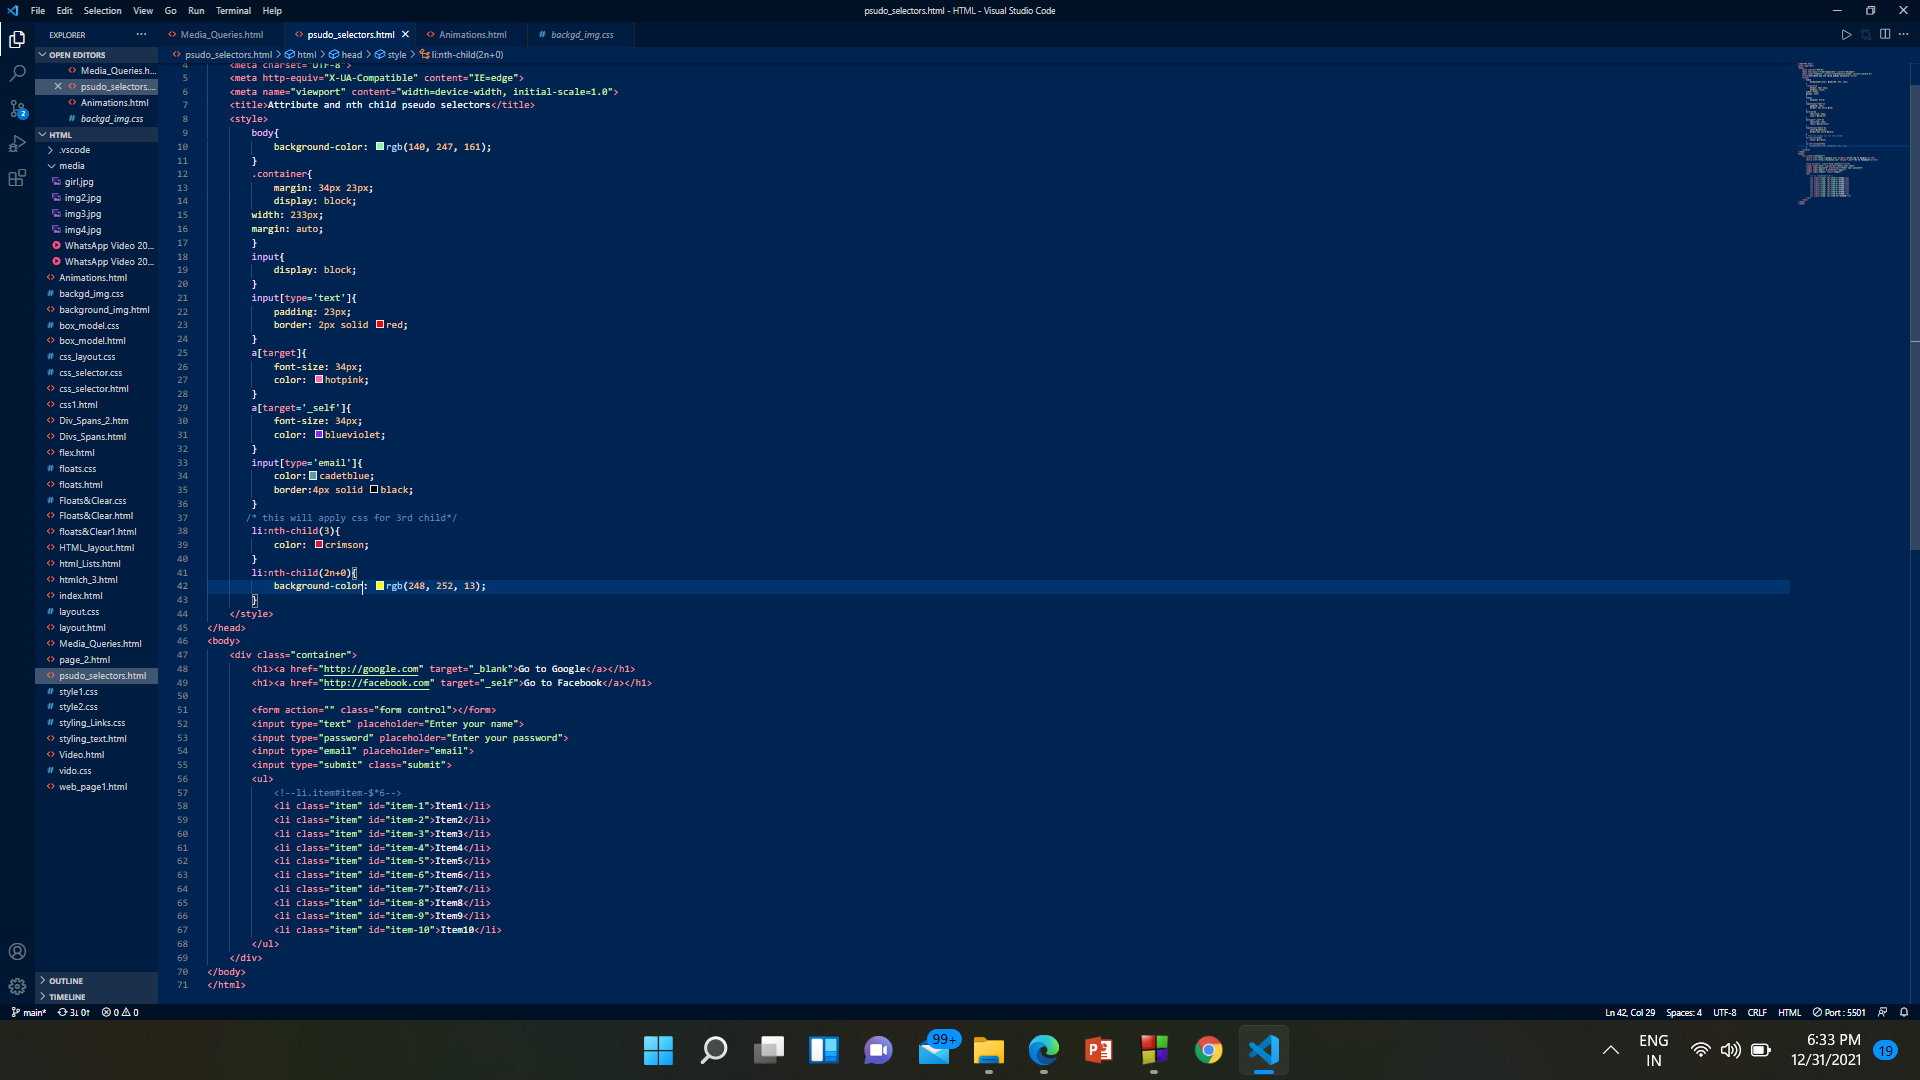 File Edit Selection View Go Run Terminal Help
psudo_selectors.html - HTML - Visual Studio Code
EXPLORER
Media_Queries.html psudo_selectors.html Animations.html backgd_img.css
OPEN EDITORS
psudo_selectors.html > html > head > style > li:nth-child(2n+0)
Media_Queries.h...
psudo_selectors....
Animations.html
backgd_img.css
HTML
.vscode
media
girl.jpg
img2.jpg
img3.jpg
img4.jpg
WhatsApp Video 20...
WhatsApp Video 20...
Animations.html
backgd_img.css
background_img.html
box_model.css
box_model.html
css_layout.css
css_selector.css
css_selector.html
css1.html
Div_Spans_2.htm
Divs_Spans.html
flex.html
floats.css
floats.html
Floats&Clear.css
Floats&Clear.html
floats&Clear1.html
HTML_layout.html
html_Lists.html
htmlch_3.html
index.html
layout.css
layout.html
Media_Queries.html
page_2.html
psudo_selectors.html
style1.css
style2.css
styling_Links.css
styling_text.html
Video.html
vido.css
web_page1.html
OUTLINE
TIMELINE
4 <meta charset="UTF-8">
5 <meta http-equiv="X-UA-Compatible" content="IE=edge">
6 <meta name="viewport" content="width=device-width, initial-scale=1.0">
7 <title>Attribute and nth child pseudo selectors</title>
8 <style>
9 body{
10 background-color: rgb(140, 247, 161);
11 }
12 .container{
13 margin: 34px 23px;
14 display: block;
15 width: 233px;
16 margin: auto;
17 }
18 input{
19 display: block;
20 }
21 input[type='text']{
22 padding: 23px;
23 border: 2px solid red;
24 }
25 a[target]{
26 font-size: 34px;
27 color: hotpink;
28 }
29 a[target='_self']{
30 font-size: 34px;
31 color: blueviolet;
32 }
33 input[type='email']{
34 color: cadetblue;
35 border:4px solid black;
36 }
37 /* this will apply css for 3rd child*/
38 li:nth-child(3){
39 color: crimson;
40 }
41 li:nth-child(2n+0){
42 background-color: rgb(248, 252, 13);
43 }
44 </style>
45 </head>
46 <body>
47 <div class="container">
48 <h1><a href="http://google.com" target="_blank">Go to Google</a></h1>
49 <h1><a href="http://facebook.com" target="_self">Go to Facebook</a></h1>
50
51 <form action="" class="form control"></form>
52 <input type="text" placeholder="Enter your name">
53 <input type="password" placeholder="Enter your password">
54 <input type="email" placeholder="email">
55 <input type="submit" class="submit">
56 <ul>
57 <!--li.item#item-$*6-->
58 <li class="item" id="item-1">Item1</li>
59 <li class="item" id="item-2">Item2</li>
60 <li class="item" id="item-3">Item3</li>
61 <li class="item" id="item-4">Item4</li>
62 <li class="item" id="item-5">Item5</li>
63 <li class="item" id="item-6">Item6</li>
64 <li class="item" id="item-7">Item7</li>
65 <li class="item" id="item-8">Item8</li>
66 <li class="item" id="item-9">Item9</li>
67 <li class="item" id="item-10">Item10</li>
68 </ul>
69 </div>
70 </body>
71 </html>
2
main* 3↓ 0↑ 0 0
Ln 42, Col 29 Spaces: 4 UTF-8 CRLF HTML Port : 5501
99+
ENG
IN
6:33 PM
12/31/2021
19